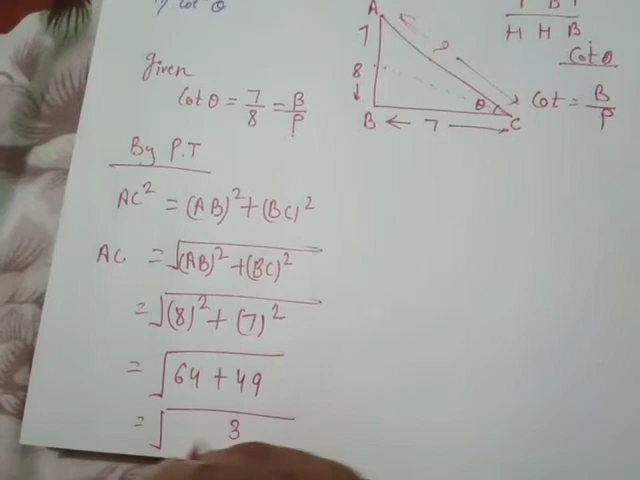 cot θ
P B P
H H B
Cot θ
A
8
?
θ
B ← 7 → C
Cot = B/P
Given
Cot θ = 7/8 = B/P
By P.T
AC² = (AB)² + (BC)²
AC = √(AB)² + (BC)²
= √(8)² + (7)²
= √64 + 49
= √ 3